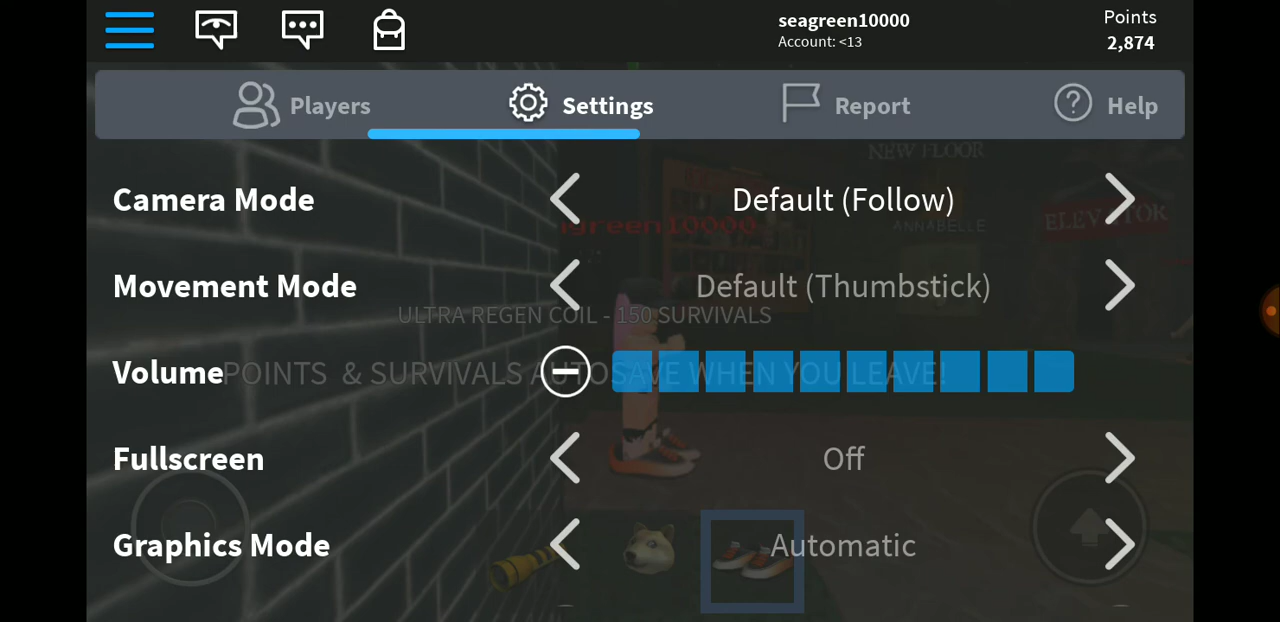 seagreen10000
Account: <13
Points
2,874
Players
Settings
Report
Help
NEW FLOOR
Camera Mode
Default (Follow)
ELEVATOR
green10000
ANNABELLE
Movement Mode
Default (Thumbstick)
ULTRA REGEN COIL - 150 SURVIVALS
Volume
POINTS & SURVIVALS AUTOSAVE WHEN YOU LEAVE!
Fullscreen
Off
Graphics Mode
Automatic